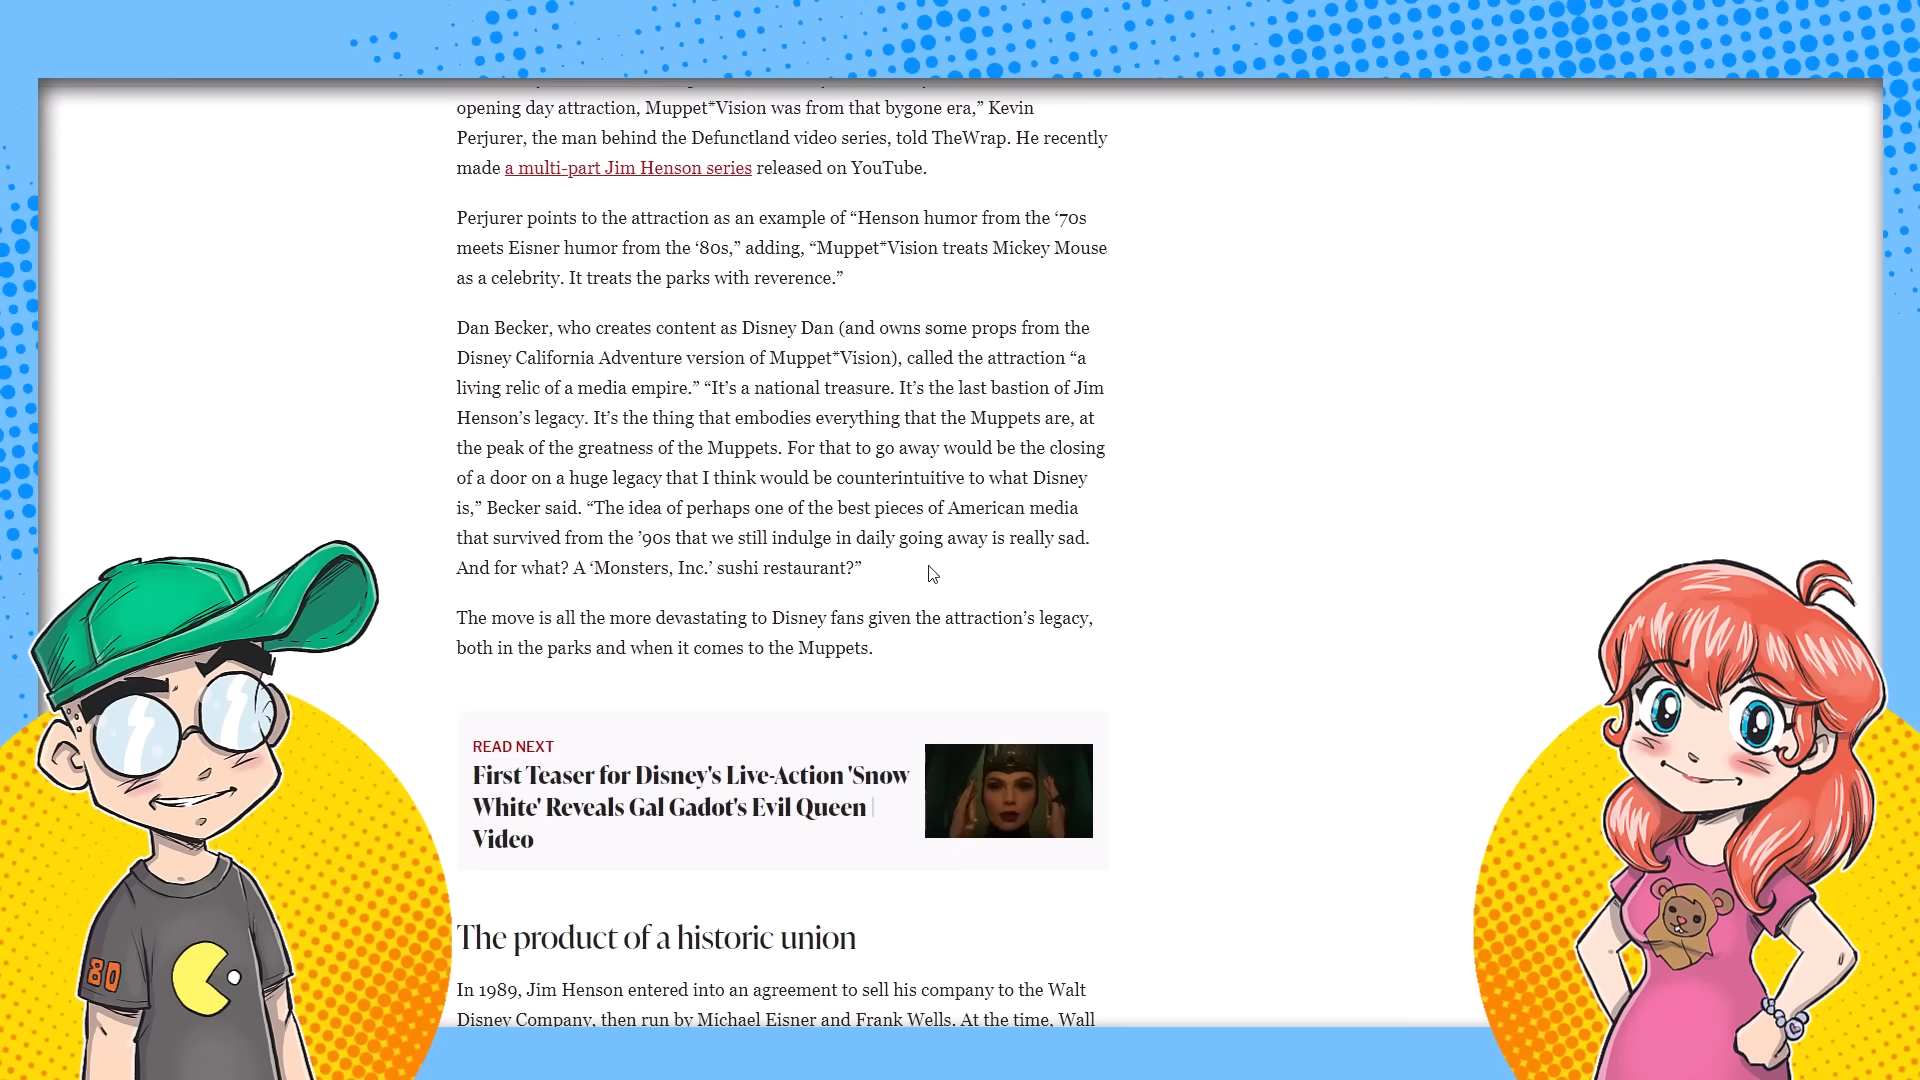 opening day attraction, Muppet*Vision was from that bygone era,” Kevin
Perjurer, the man behind the Defunctland video series, told TheWrap. He recently
made a multi-part Jim Henson series released on YouTube.
Perjurer points to the attraction as an example of “Henson humor from the ‘70s
meets Eisner humor from the ‘80s,” adding, “Muppet*Vision treats Mickey Mouse
as a celebrity. It treats the parks with reverence.”
Dan Becker, who creates content as Disney Dan (and owns some props from the
Disney California Adventure version of Muppet*Vision), called the attraction “a
living relic of a media empire.” “It’s a national treasure. It’s the last bastion of Jim
Henson’s legacy. It’s the thing that embodies everything that the Muppets are, at
the peak of the greatness of the Muppets. For that to go away would be the closing
of a door on a huge legacy that I think would be counterintuitive to what Disney
is,” Becker said. “The idea of perhaps one of the best pieces of American media
that survived from the ’90s that we still indulge in daily going away is really sad.
And for what? A ‘Monsters, Inc.’ sushi restaurant?”
The move is all the more devastating to Disney fans given the attraction’s legacy,
both in the parks and when it comes to the Muppets.
READ NEXT
First Teaser for Disney's Live-Action 'Snow
White' Reveals Gal Gadot's Evil Queen |
Video
The product of a historic union
In 1989, Jim Henson entered into an agreement to sell his company to the Walt
Disney Company, then run by Michael Eisner and Frank Wells. At the time, Wall
80